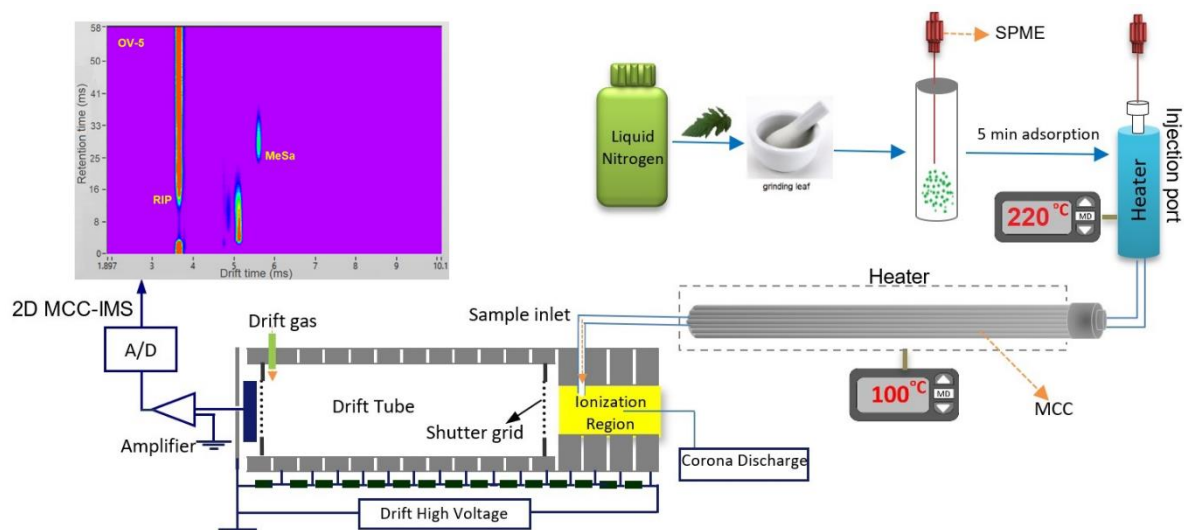 58
50
41
33
25
16
8
0
Retention time (ms)
OV-5
MeSa
RIP
1.897 3 4 5 6 7 8 9 10.1
Drift time (ms)
SPME
Liquid
Nitrogen
grinding leaf
5 min adsorption
Injection port
Heater
220 °C
MD
2D MCC-IMS
A/D
Amplifier
Drift gas
Drift Tube
Shutter grid
Sample inlet
Ionization
Region
Corona Discharge
Drift High Voltage
Heater
100 °C
MD
MCC